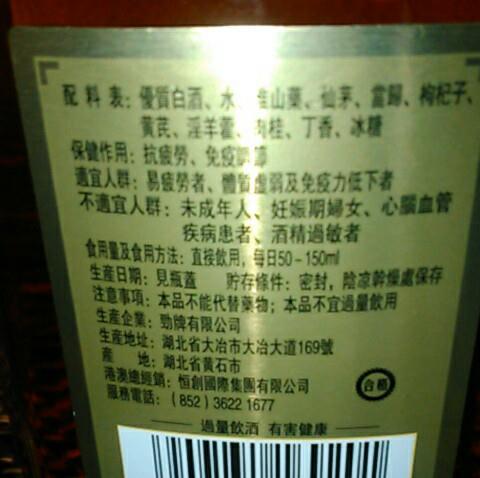 配料表：優質白酒、水、淮山藥、仙茅、當歸、枸杞子、
黃芪、淫羊藿、肉桂、丁香、冰糖
保健作用：抗疲勞、免疫調節
適宜人群：易疲勞者、體質虛弱及免疫力低下者
不適宜人群：未成年人、妊娠期婦女、心腦血管
疾病患者、酒精過敏者
食用量及食用方法：直接飲用，每日50-150ml
生產日期：見瓶蓋 貯存條件：密封，陰涼幹燥處保存
注意事項：本品不能代替藥物；本品不宜過量飲用
生產企業：勁牌有限公司
生產地址：湖北省大冶市大冶大道169號
產 地：湖北省黃石市
港澳總經銷：恒創國際集團有限公司
服務電話：（852）3622 1677
合格
過量飲酒 有害健康